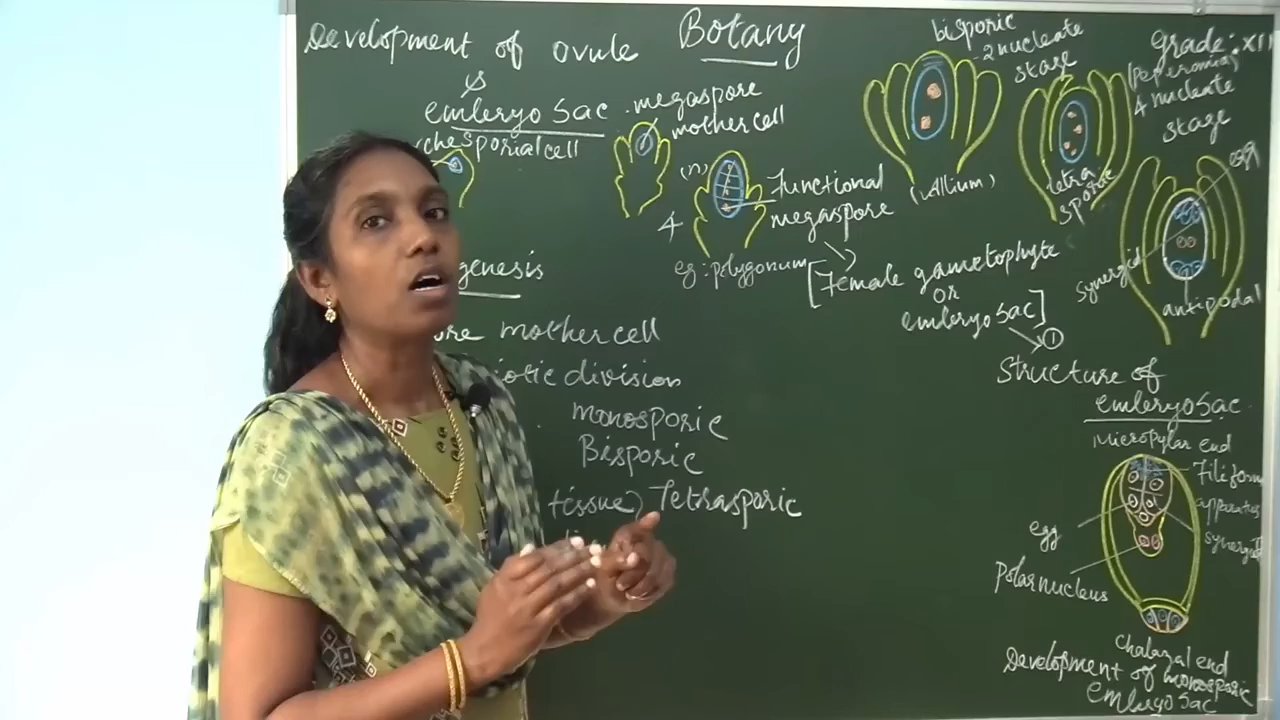 Development of ovule
Botany
Grade: XII
embryo sac
megaspore
mother cell
chesporial cell
(n)
4
Functional
megaspore
eg: polygonum
[Female gametophyte
or
embryo sac]
①
bisporic
- 2 nucleate
stage
(Allium)
(peperomia)
4 nucleate
stage
tetra
sporic
egg
synergid
antipodal
genesis
mother cell
iotic division
monosporic
Bisporic
tissue) Tetrasporic
Structure of
embryo sac
Micropylar end
Filiform
apparatus
synergid
egg
Polar nucleus
Chalazal end
Development of monosporic
embryo sac